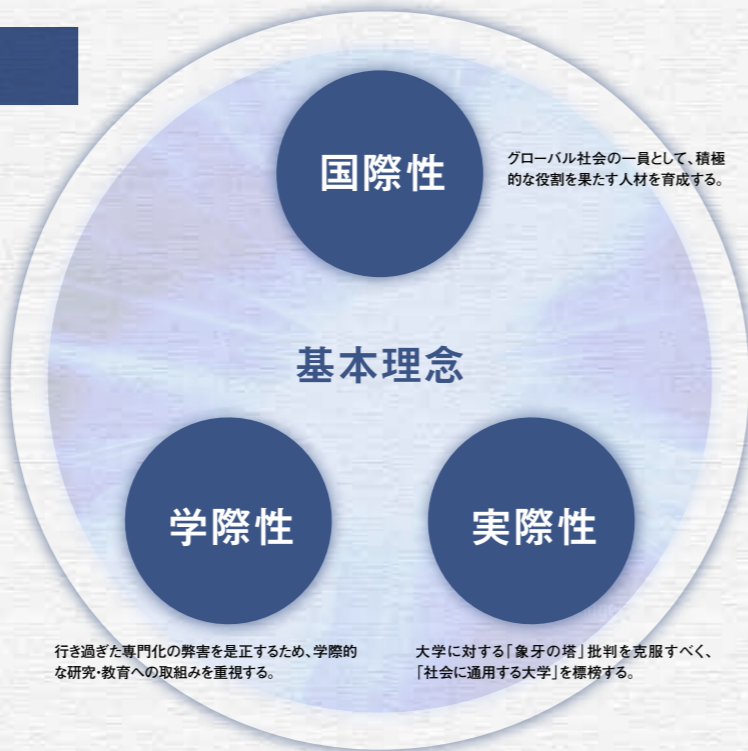 国際性
グローバル社会の一員として、積極
的な役割を果たす人材を育成する。
基本理念
学際性
実際性
行き過ぎた専門化の弊害を是正するため、学際的
な研究・教育への取組みを重視する。
大学に対する「象牙の塔」批判を克服すべく、
「社会に通用する大学」を標榜する。